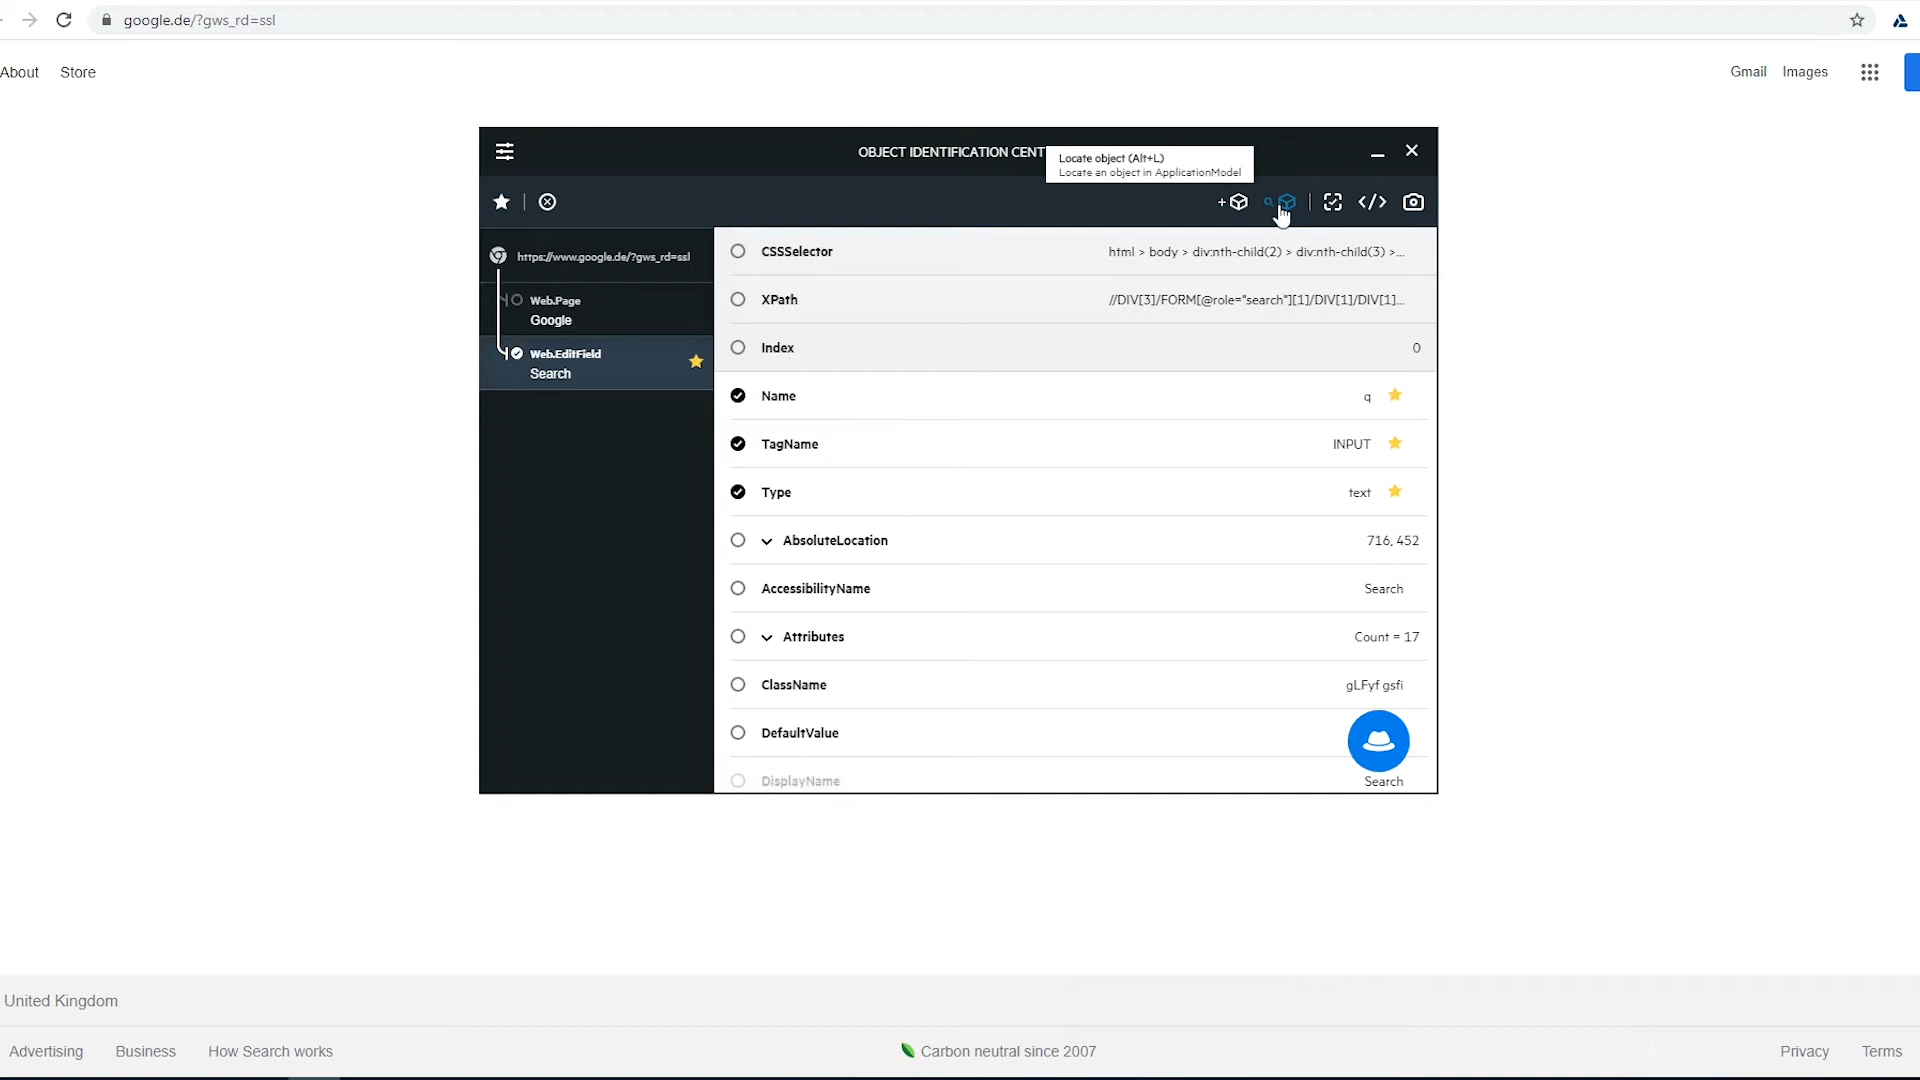 google.de/?gws_rd=ssl
About Store Gmail Images
OBJECT IDENTIFICATION CENT
Locate object (Alt+L)
Locate an object in ApplicationModel
https://www.google.de/?gws_rd=ssl
Web.Page
Google
Web.EditField
Search
CSSSelector html > body > div:nth-child(2) > div:nth-child(3) >...
XPath //DIV[3]/FORM[@role="search"][1]/DIV[1]/DIV[1]...
Index 0
Name q
TagName INPUT
Type text
AbsoluteLocation 716, 452
AccessibilityName Search
Attributes Count = 17
ClassName gLFyf gsfi
DefaultValue
DisplayName Search
United Kingdom
Advertising Business How Search works Carbon neutral since 2007 Privacy Terms